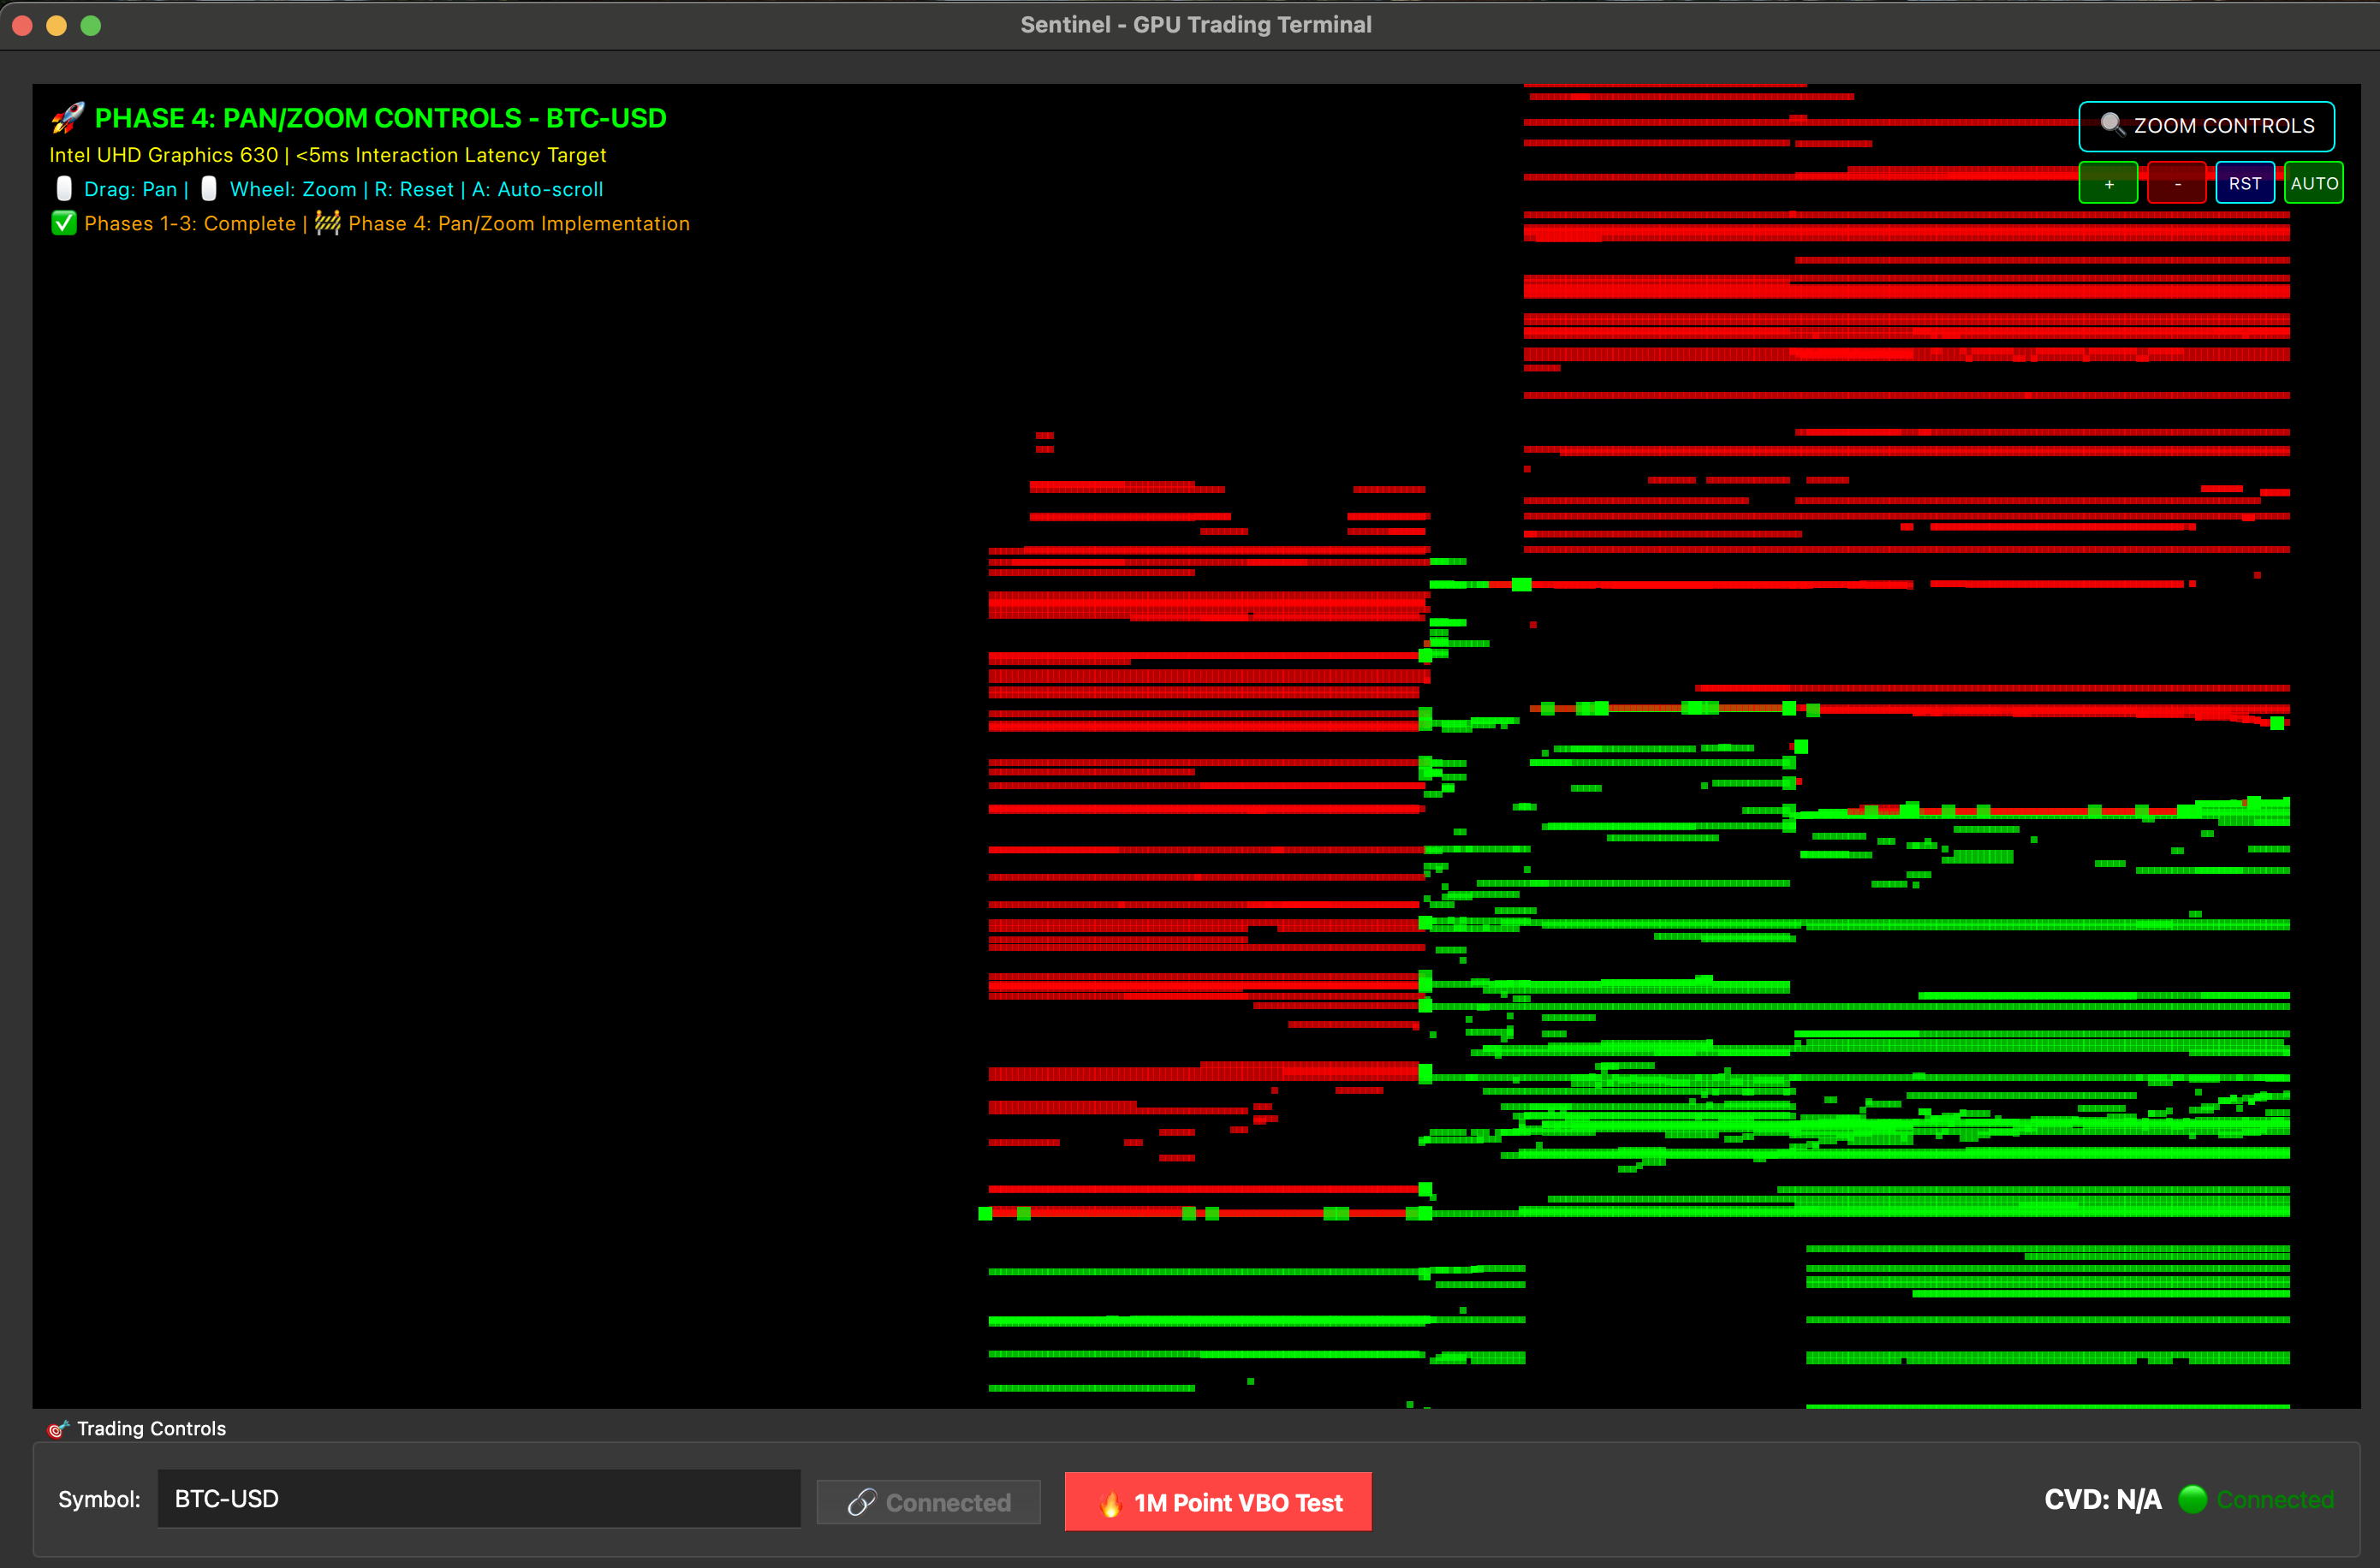 Sentinel - GPU Trading Terminal
🚀 PHASE 4: PAN/ZOOM CONTROLS - BTC-USD
Intel UHD Graphics 630 | <5ms Interaction Latency Target
Drag: Pan | Wheel: Zoom | R: Reset | A: Auto-scroll
✅ Phases 1-3: Complete | 🚧 Phase 4: Pan/Zoom Implementation
🔍 ZOOM CONTROLS
+ - RST AUTO
🎯 Trading Controls
Symbol: BTC-USD 🔗 Connected 🔥 1M Point VBO Test CVD: N/A 🟢 Connected